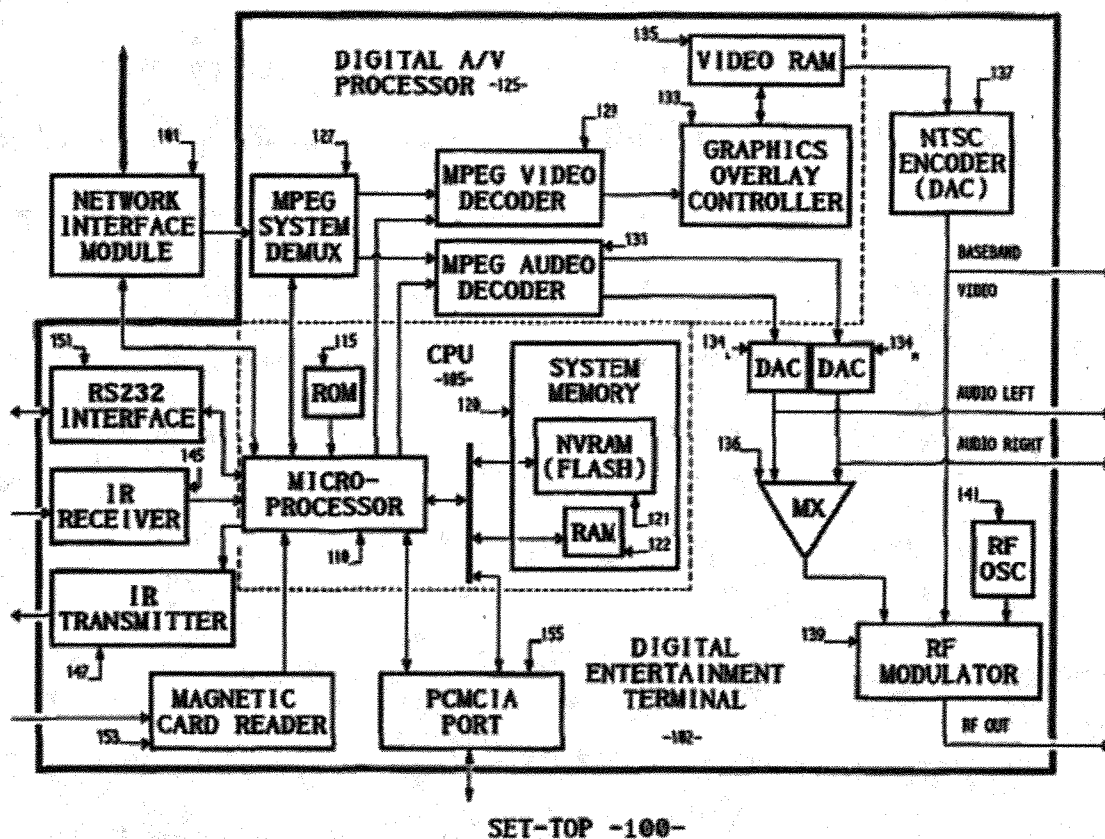 DIGITAL A/V
PROCESSOR -125-
135
VIDEO RAM
137
133
129
101
127
NETWORK
INTERFACE
MODULE
MPEG
SYSTEM
DEMUX
MPEG VIDEO
DECODER
GRAPHICS
OVERLAY
CONTROLLER
NTSC
ENCODER
(DAC)
131
MPEG AUDEO
DECODER
BASEBAND
VIDEO
151
115
CPU
-105-
134 L
DAC
DAC
134 R
RS232
INTERFACE
ROM
120
SYSTEM
MEMORY
AUDIO LEFT
AUDIO RIGHT
145
136
NVRAM
(FLASH)
IR
RECEIVER
MICRO-
PROCESSOR
MX
141
121
RAM
122
110
RF
OSC
IR
TRANSMITTER
147
155
139
RF
MODULATOR
DIGITAL
ENTERTAINMENT
TERMINAL
-102-
MAGNETIC
CARD READER
153
PCMCIA
PORT
RF OUT
SET-TOP -100-